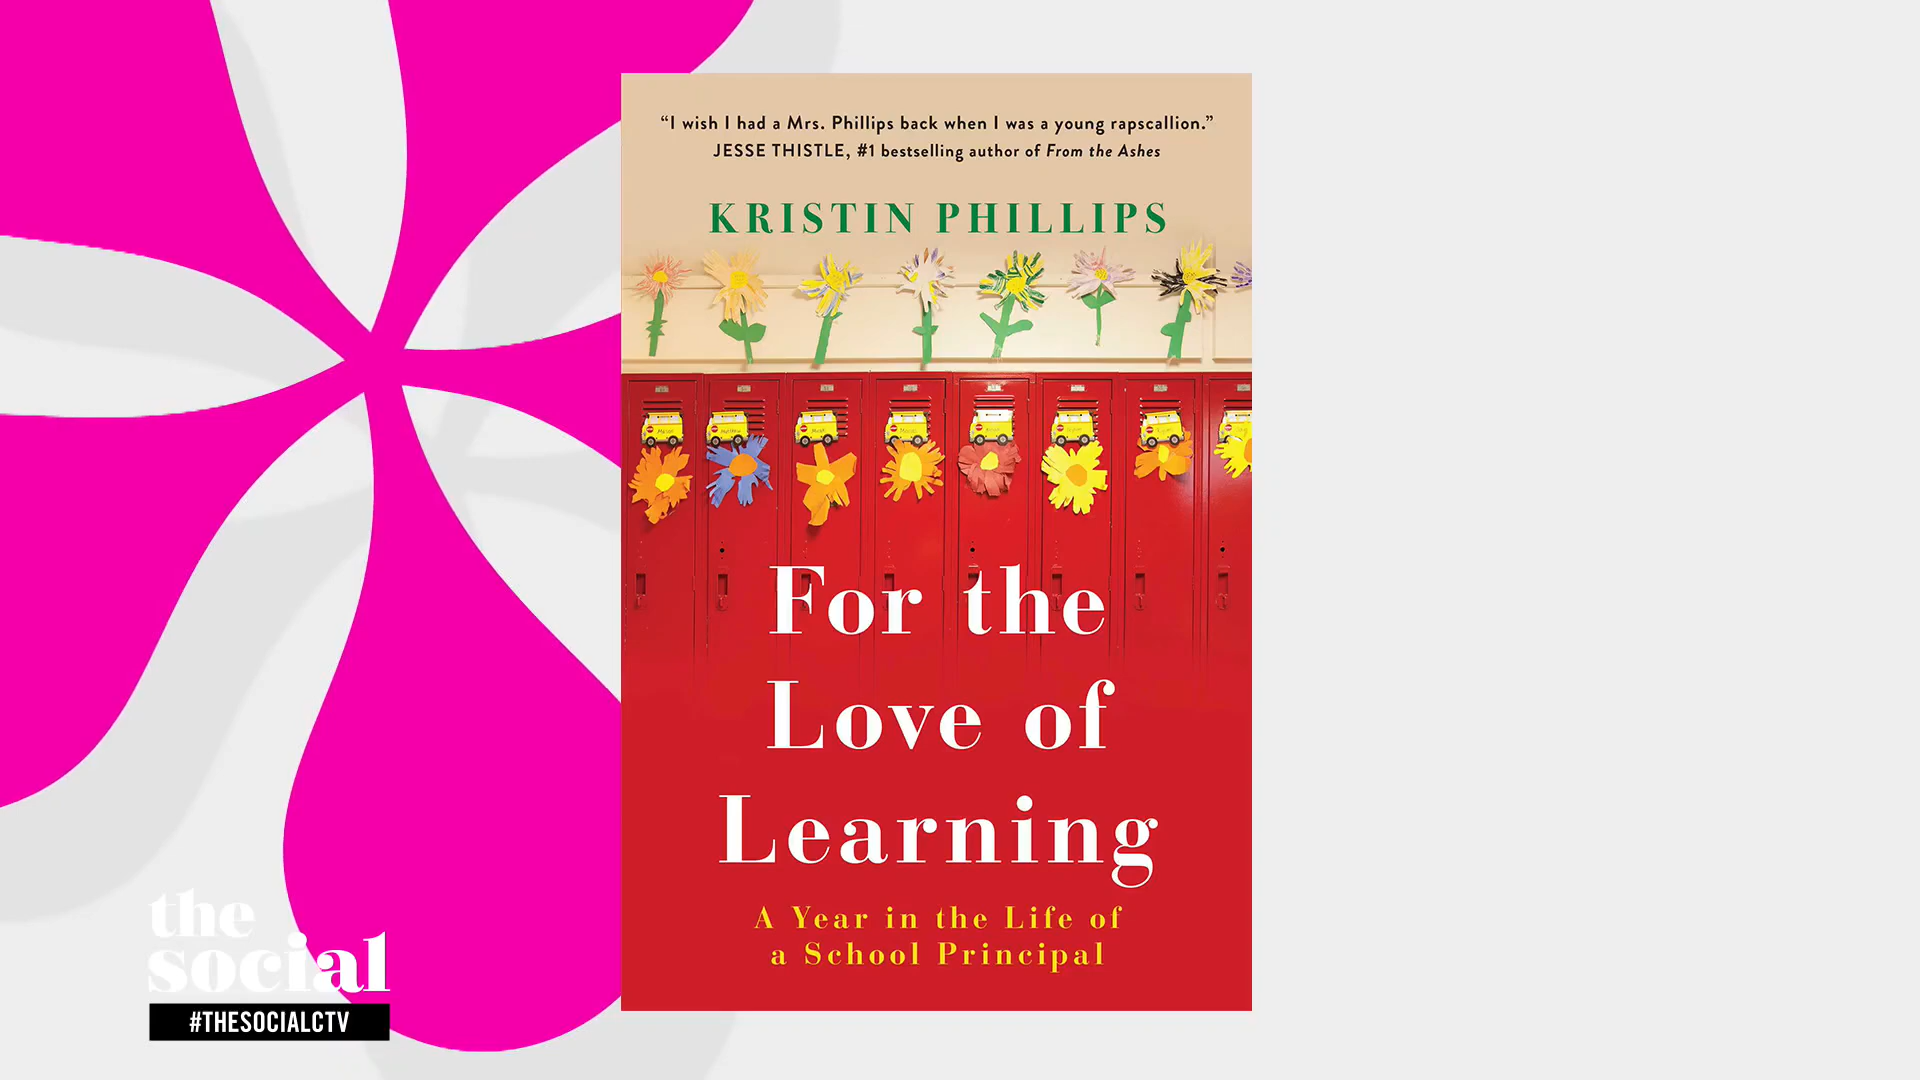 “I wish I had a Mrs. Phillips back when I was a young rapscallion.”
JESSE THISTLE, #1 bestselling author of From the Ashes
KRISTIN PHILLIPS
For the
Love of
Learning
A Year in the Life of
a School Principal
the
social
#THESOCIALCTV